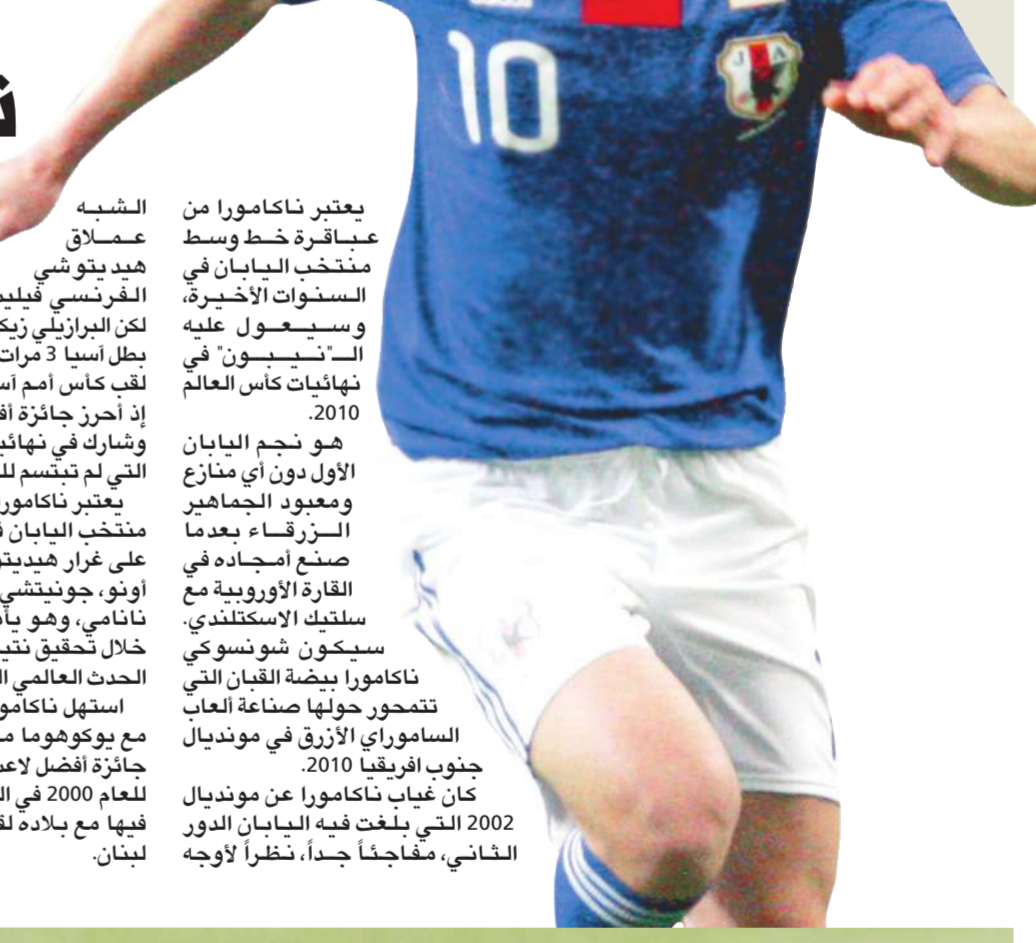 10
JFA
يعتبر ناكامورا من
عباقرة خط وسط
منتخب اليابان في
السنوات الأخيرة،
وسيعول عليه
الـ"نيبون" في
نهائيات كأس العالم
2010.
هو نجم اليابان
الأول دون أي منازع
ومعبود الجماهير
الزرقاء بعدما
صنع أمجاده في
القارة الأوروبية مع
سلتيك الاسكتلندي.
سيكون شونسوكي
ناكامورا بيضة القبان التي
تتمحور حولها صناعة ألعاب
الساموراي الأزرق في مونديال
جنوب افريقيا 2010.
كان غياب ناكامورا عن مونديال
2002 التي بلغت فيه اليابان الدور
الثاني، مفاجئاً جداً، نظراً لأوجه
الشبه
عملاق
هيديتوشي
الفرنسي
لكن البرازيلي
بطل آسيا 3 مرات
لقب كأس أمم
إذ أحرز جائزة
وشارك في
التي لم تبتسم
يعتبر ناكامورا
منتخب اليابان
على غرار
أونو، جونيتشي
نانامي، وهو
خلال تحقيق
الحدث العالمي
استهل
مع يوكوهوما
جائزة أفضل
للعام 2000 في
فيها مع بلاده
لبنان.